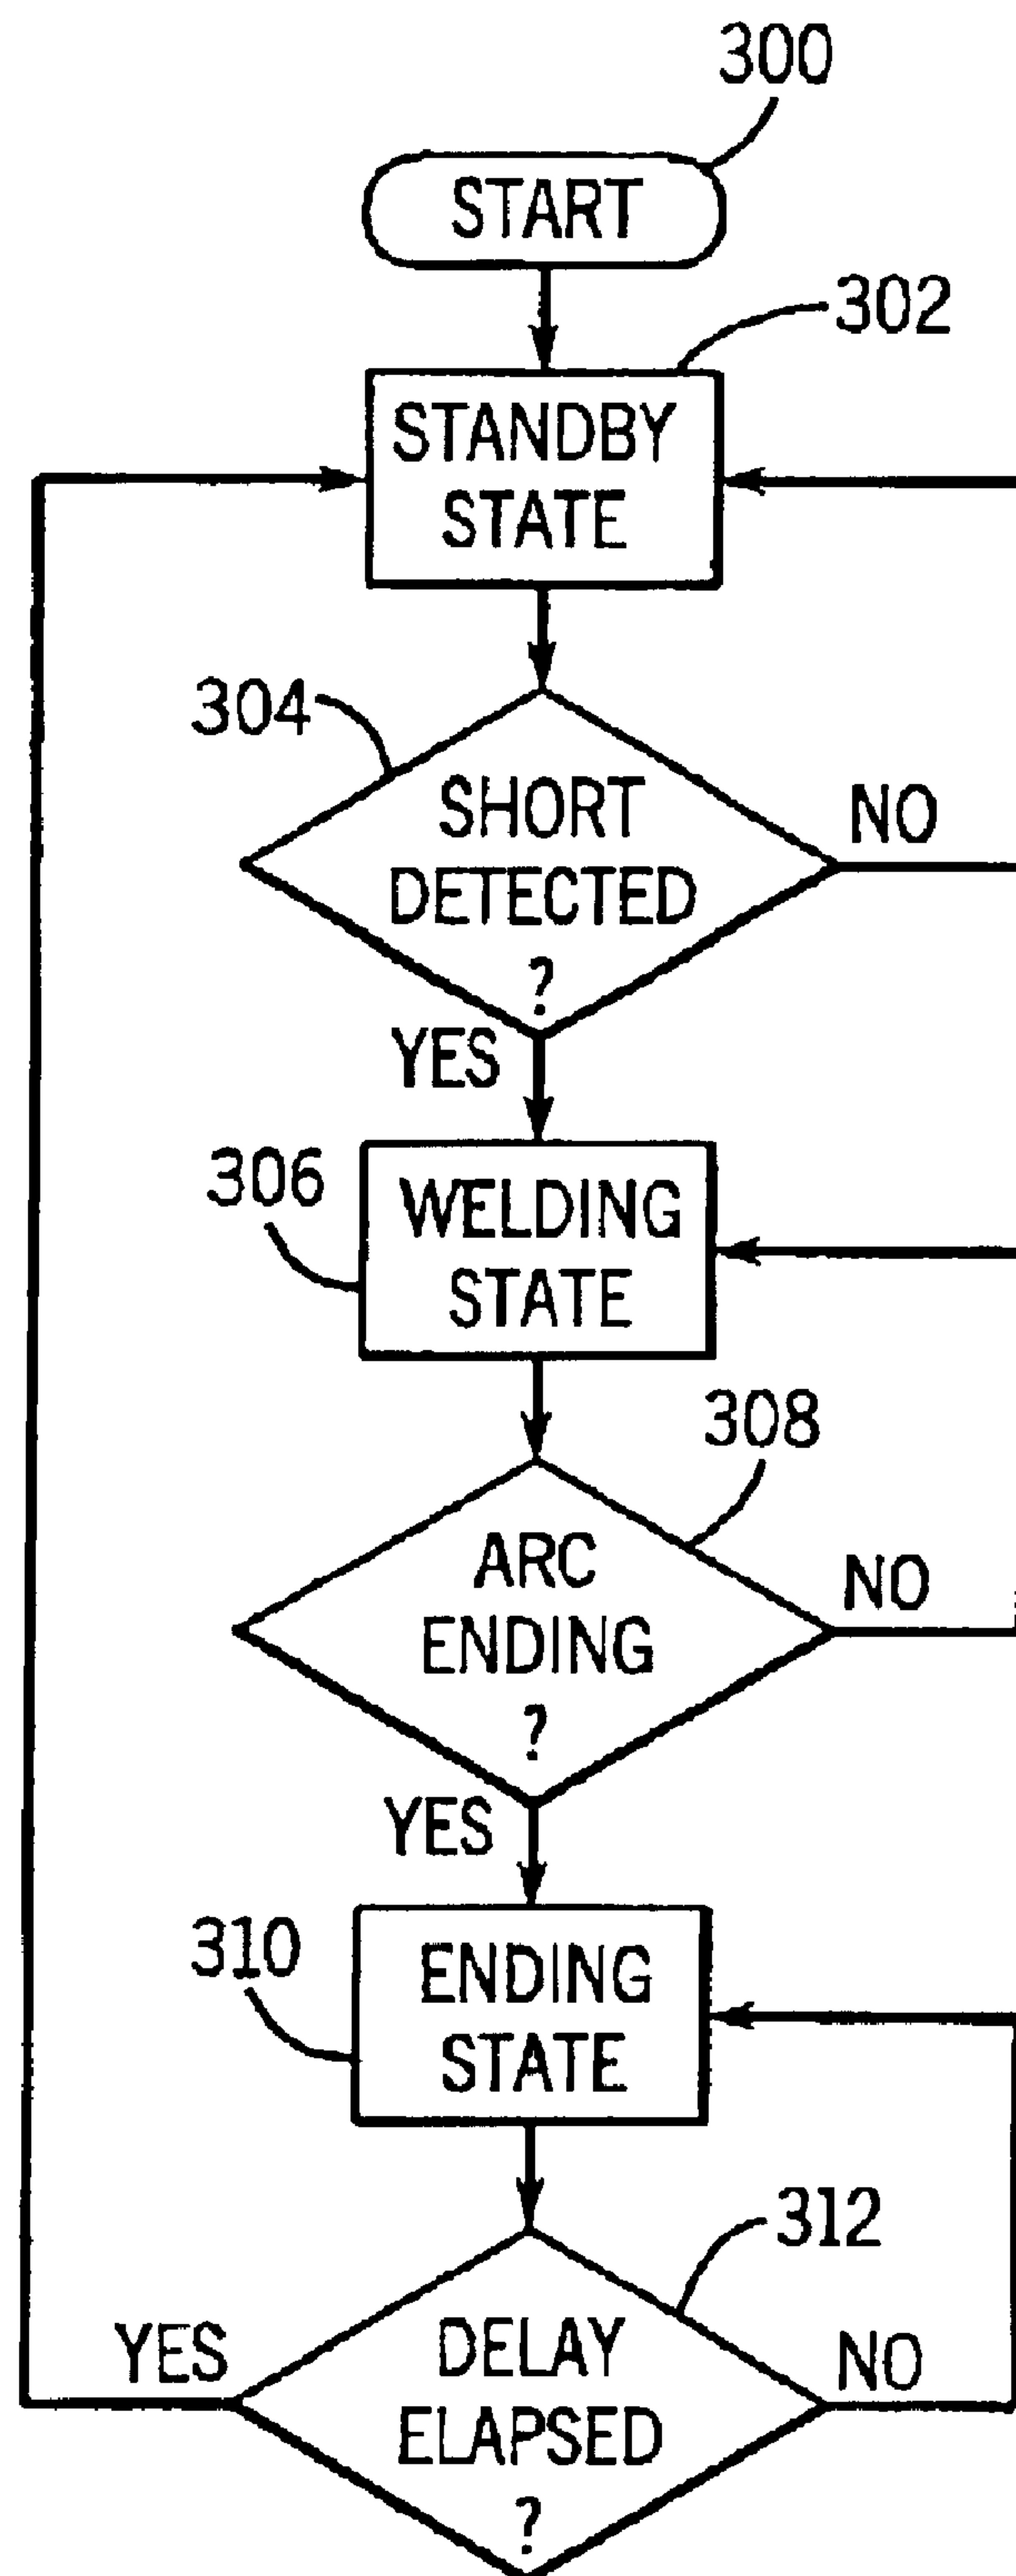 300
START
302
STANDBY
STATE
304
SHORT
DETECTED
?
NO
YES
306
WELDING
STATE
308
ARC
ENDING
?
NO
YES
310
ENDING
STATE
312
YES
DELAY
ELAPSED
?
NO